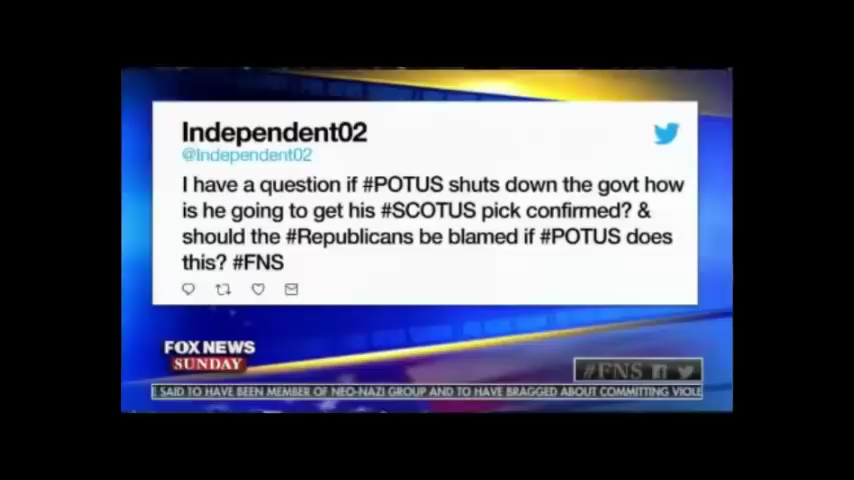 Independent02
@Independent02
I have a question if #POTUS shuts down the govt how
is he going to get his #SCOTUS pick confirmed? &
should the #Republicans be blamed if #POTUS does
this? #FNS
FOX NEWS
SUNDAY
#FNS
SAID TO HAVE BEEN MEMBER OF NEO-NAZI GROUP AND TO HAVE BRAGGED ABOUT COMMITTING VIOLE